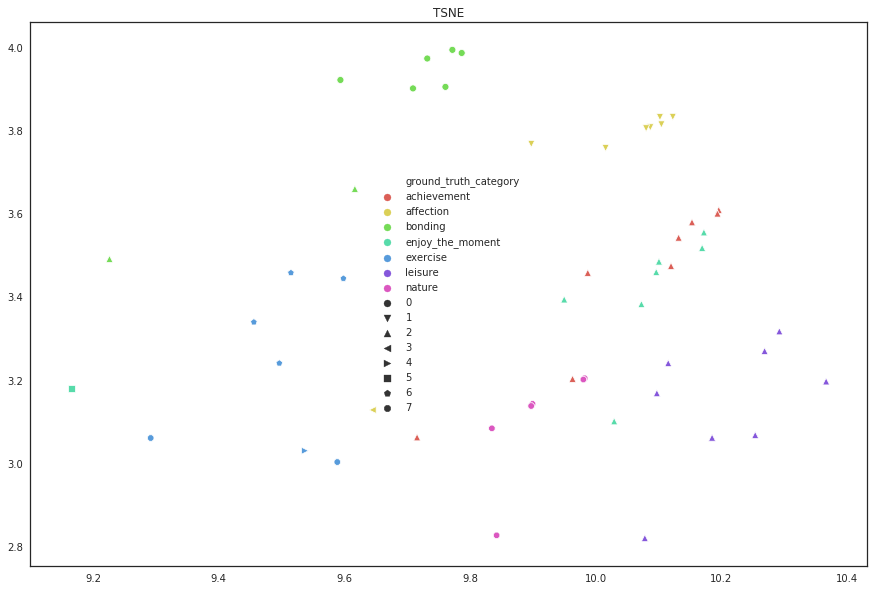 TSNE
4.0
3.8
3.6
3.4
3.2
3.0
2.8
ground_truth_category
achievement
affection
bonding
enjoy_the_moment
exercise
leisure
nature
0
1
2
3
4
5
6
7
9.2 9.4 9.6 9.8 10.0 10.2 10.4